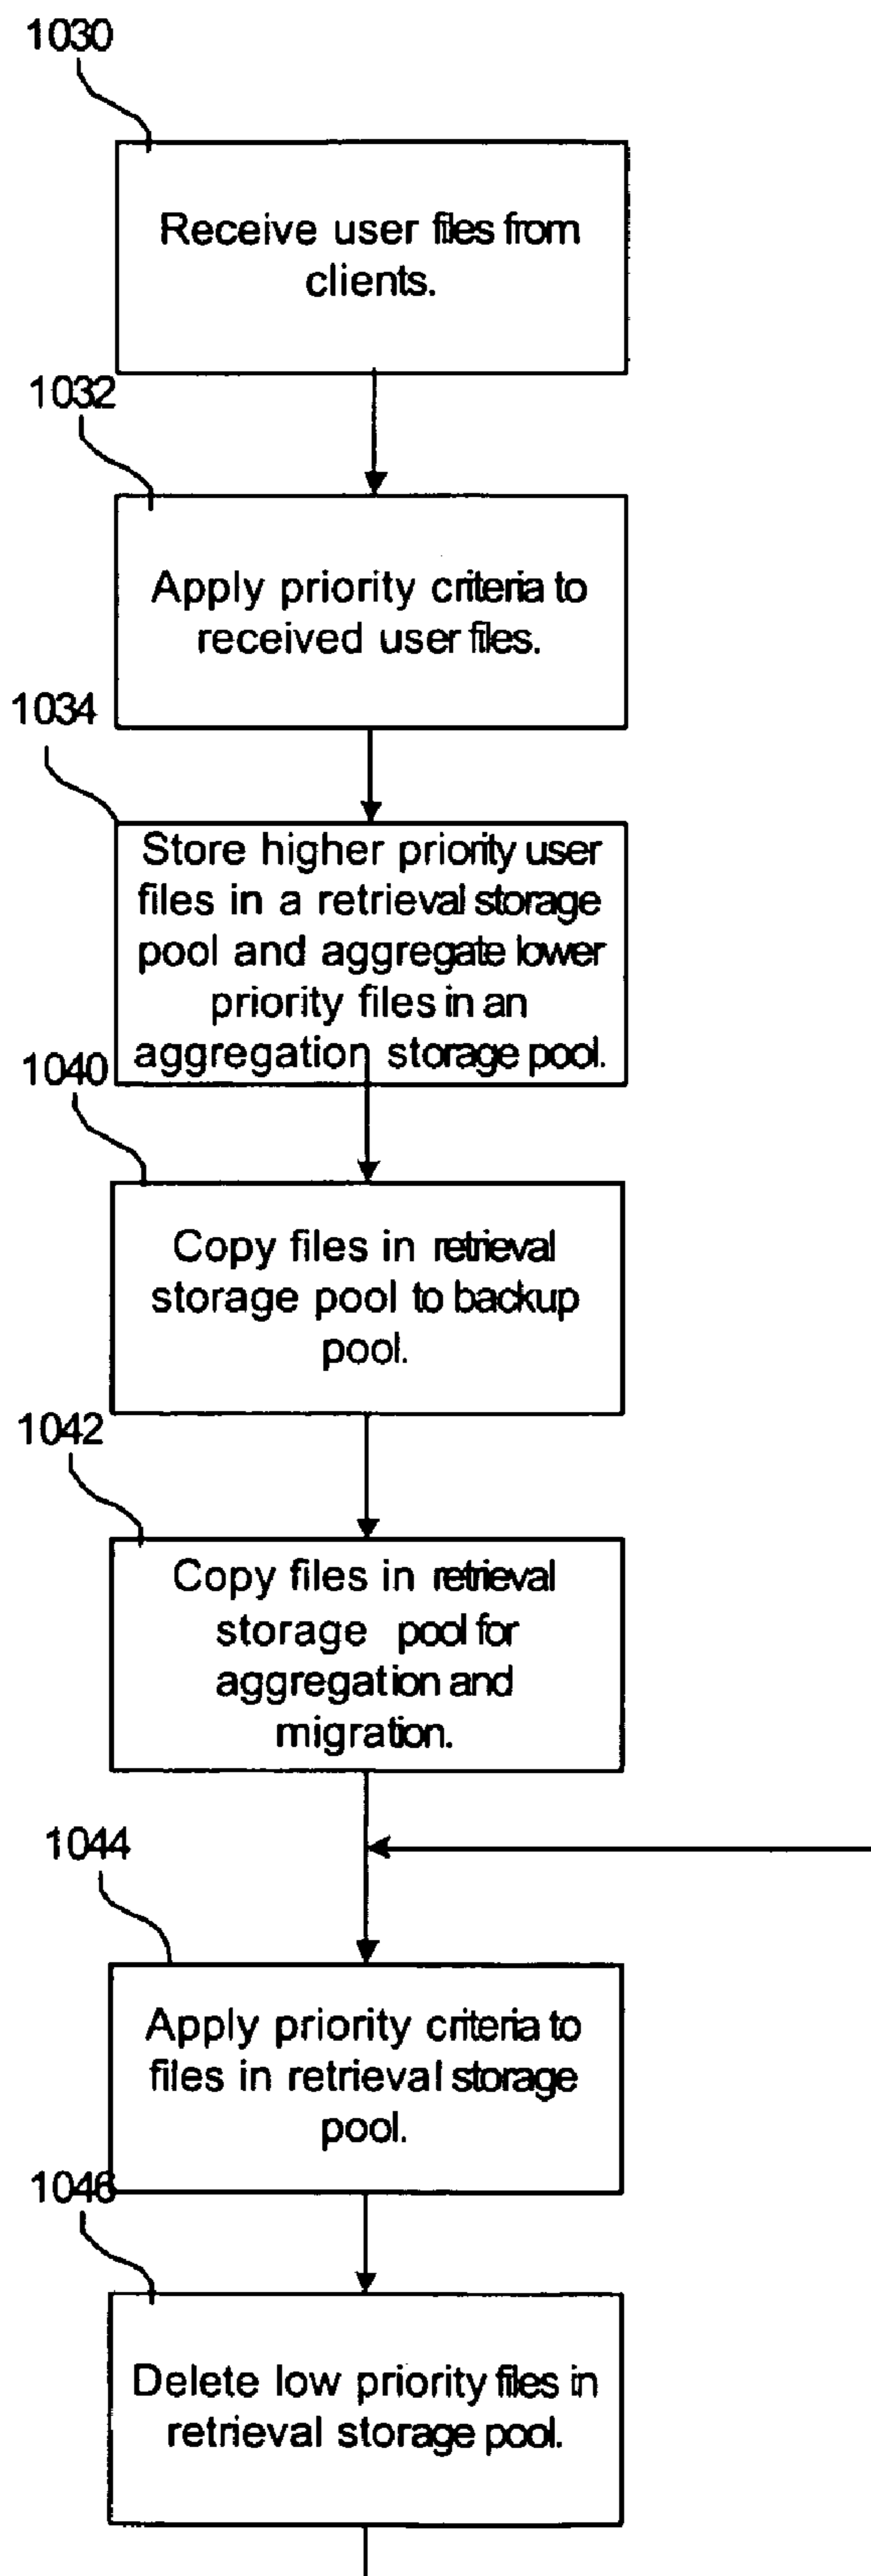 1030
Receive user files from
clients.
1032
Apply priority criteria to
received user files.
1034
Store higher priority user
files in a retrieval storage
pool and aggregate lower
priority files in an
aggregation storage pool.
1040
Copy files in retrieval
storage pool to backup
pool.
1042
Copy files in retrieval
storage pool for
aggregation and
migration.
1044
Apply priority criteria to
files in retrieval storage
pool.
1046
Delete low priority files in
retrieval storage pool.